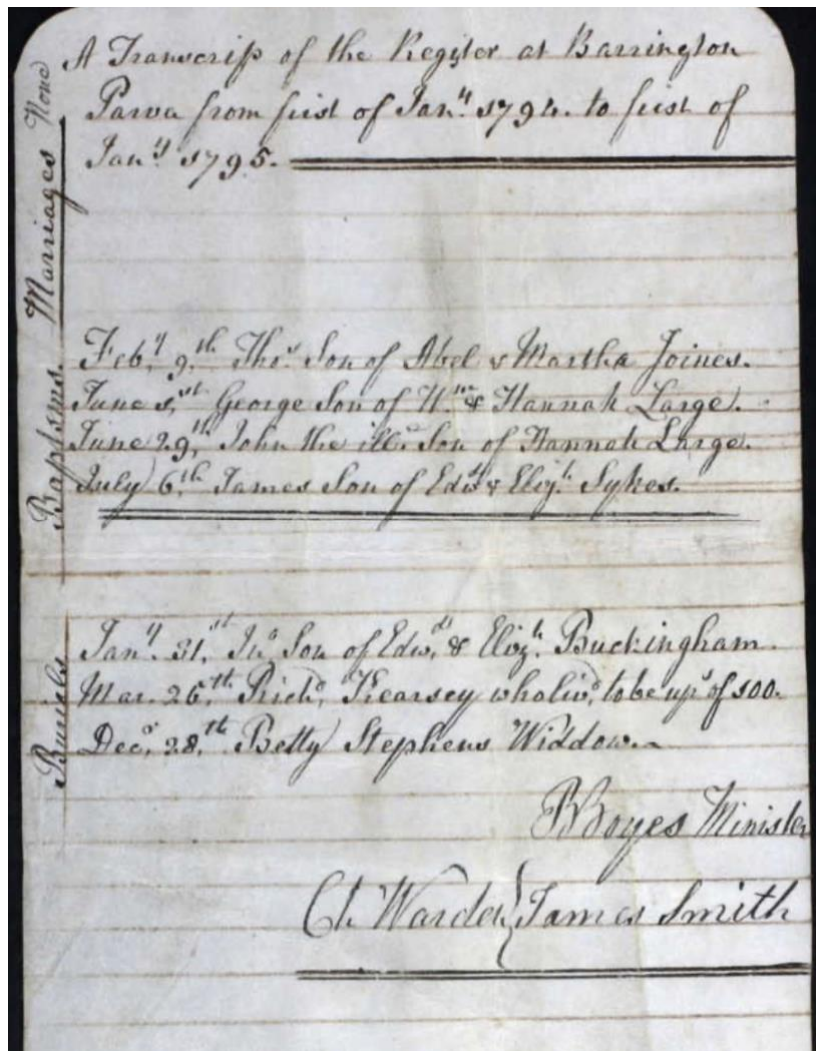 A Transcrip of the Register at Barrington
Parva from first of Jan.y 1794. to first of
Jan.y 1795.
Marriages None
Baptsms.
Feb.y 9.th Tho.s Son of Abel & Martha Joines.
June 1.st George Son of W.m & Hannah Large.
June 29.th John the ill.e Son of Hannah Large.
July 6.th James Son of Edw.d & Eliz.h Sykes.
Burials
Jan.y 31.st Jn.o Son of Edw.d & Eliz.h Buckingham.
Mar. 26.th Rich.d Kearsey who liv.d to be up.s of 100.
Dec.r 28.th Betty Stephens Widdow.
Boyes Minister
Ch. Warden } James Smith